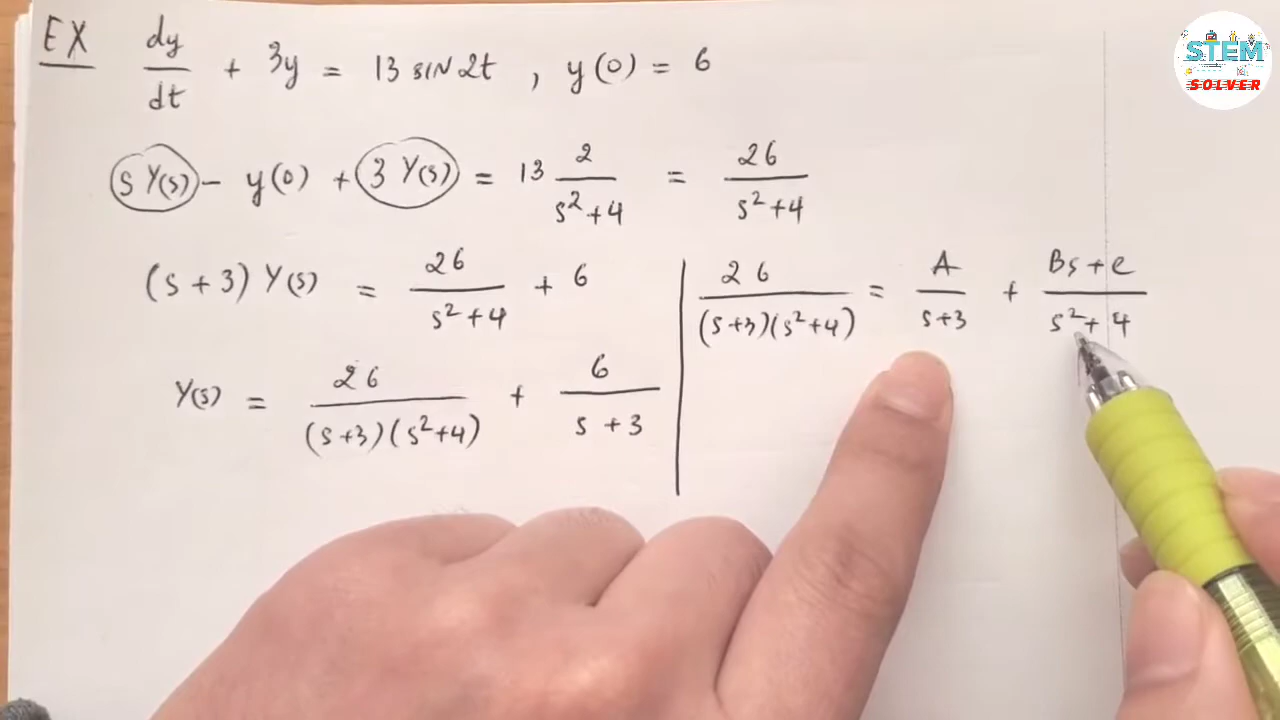 EX dy/dt + 3y = 13 sin 2t , y(0) = 6
s Y(s) - y(0) + 3 Y(s) = 13 2/(s²+4) = 26/(s²+4)
(s+3) Y(s) = 26/(s²+4) + 6
26/((s+3)(s²+4)) = A/(s+3) + (Bs+C)/(s²+4)
Y(s) = 26/((s+3)(s²+4)) + 6/(s+3)
STEM
SOLVER